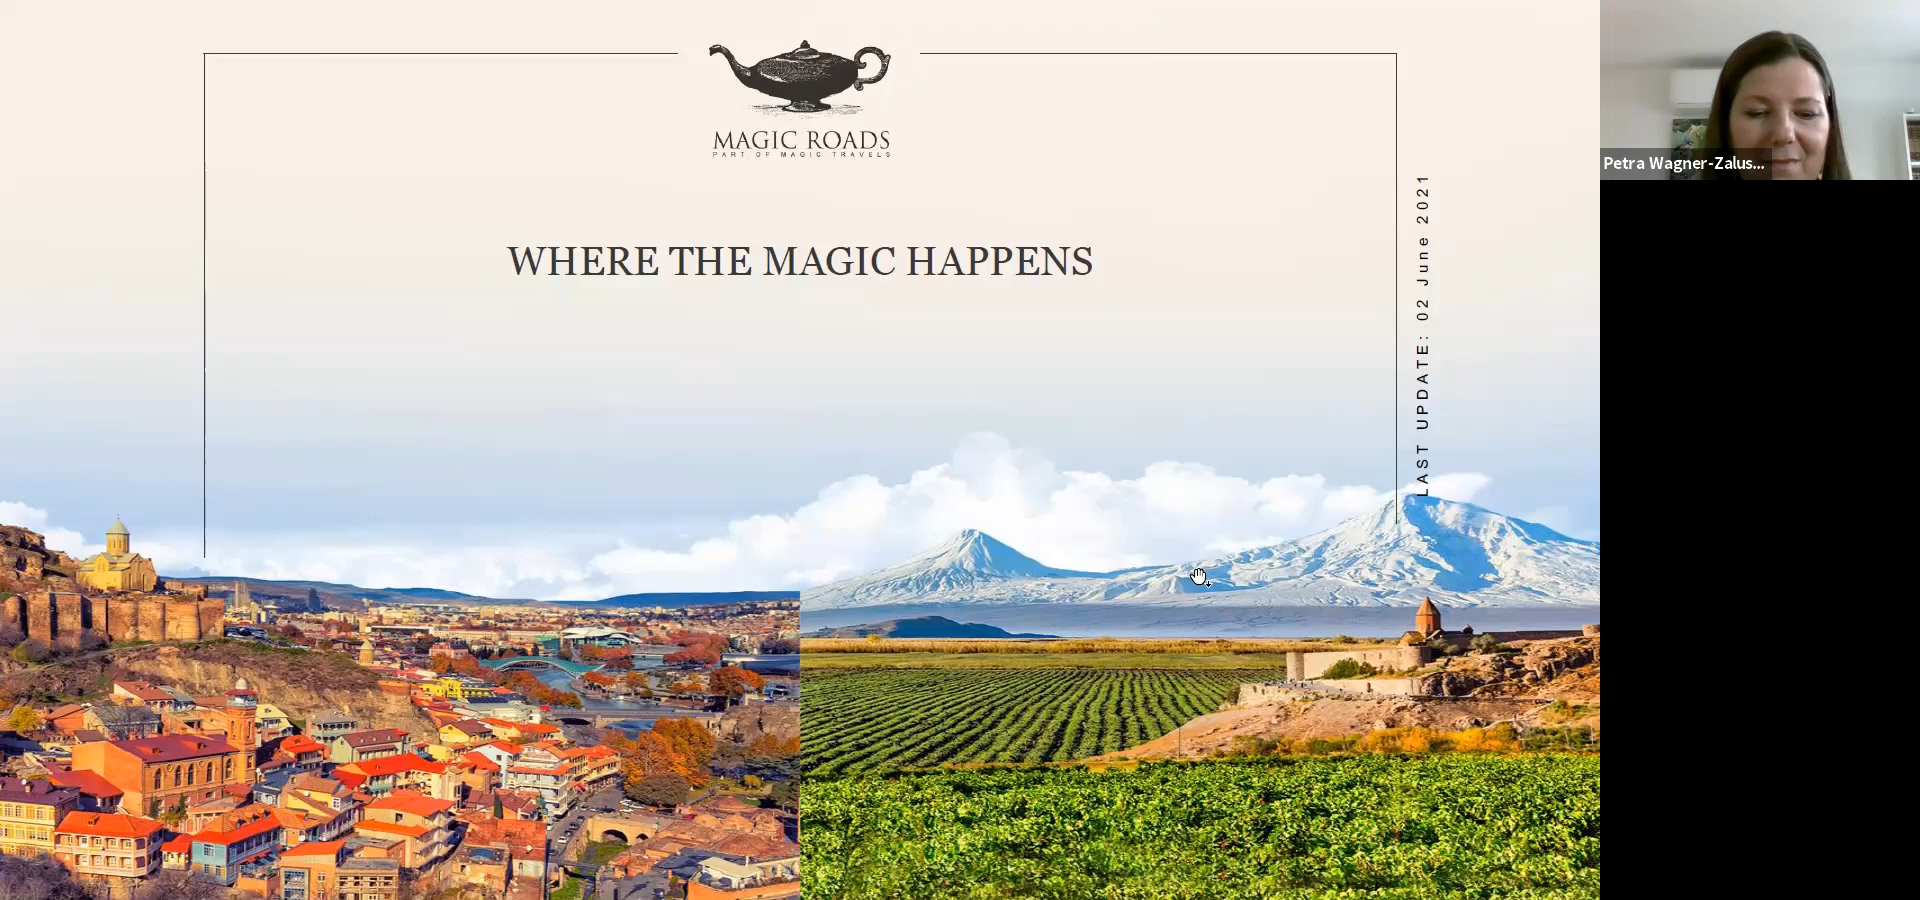 MAGIC ROADS
PART OF MAGIC TRAVELS
WHERE THE MAGIC HAPPENS
LAST UPDATE: 02 June 2021
Petra Wagner-Zalus...